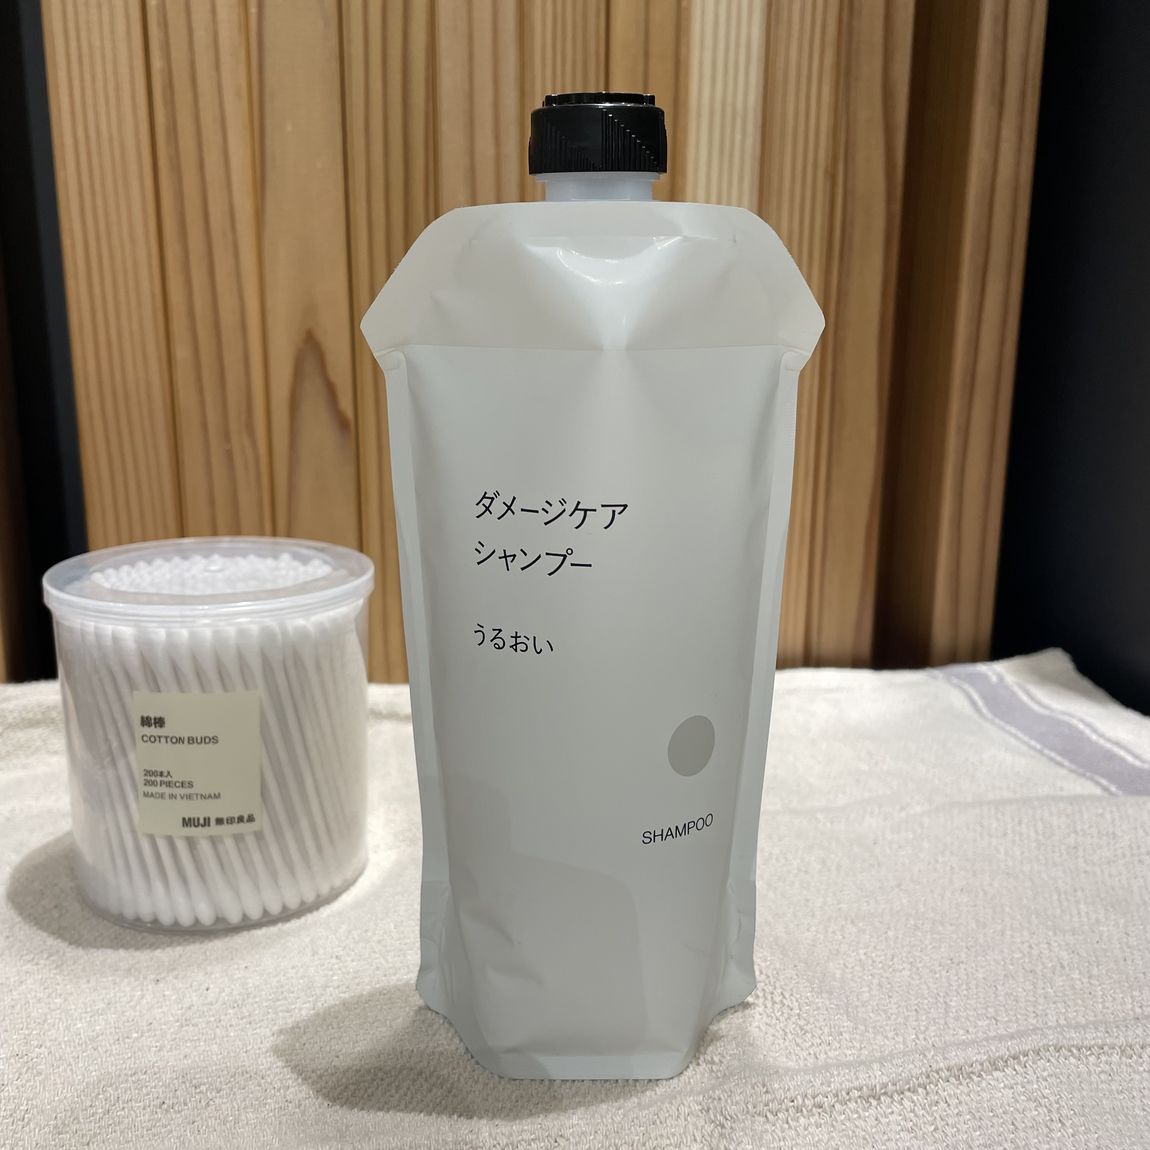 ダメージケア
シャンプー
うるおい
SHAMPOO
綿棒
COTTON BUDS
200本入
200 PIECES
MADE IN VIETNAM
MUJI 無印良品